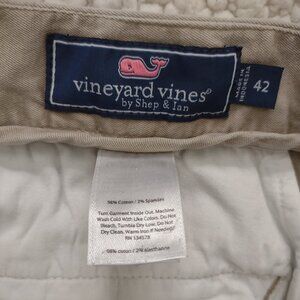 vineyard vines®
by Shep & Ian
MADE IN
INDONESIA
42
98% Cotton / 2% Spandex
Turn Garment Inside Out. Machine
Wash Cold With Like Colors. Do Not
Bleach. Tumble Dry Low. Do Not
Dry Clean. Warm Iron If Needed/
RN 134573
98% cotton / 2% élasthanne